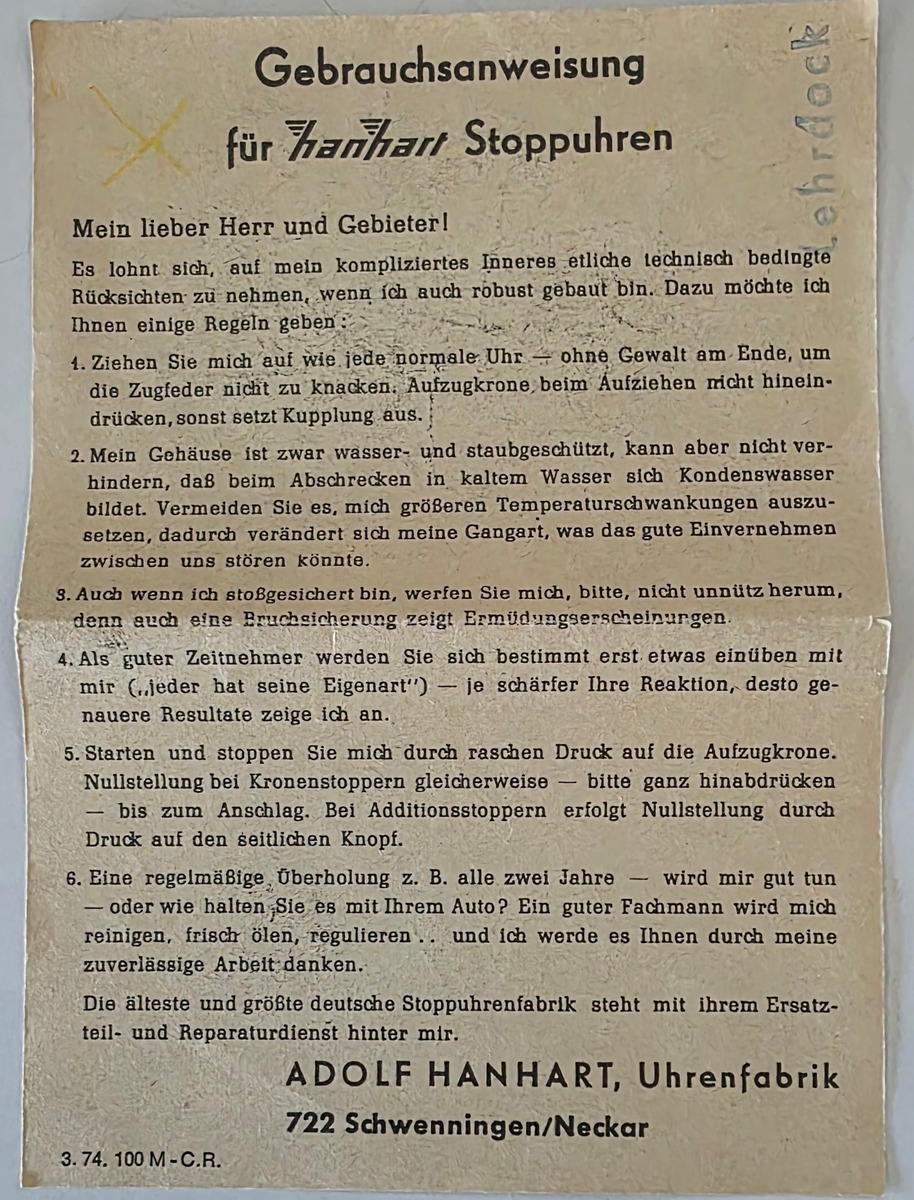 Gebrauchsanweisung
für hanhart Stoppuhren
Lehrdock
Mein lieber Herr und Gebieter!
Es lohnt sich, auf mein kompliziertes Inneres etliche technisch bedingte
Rücksichten zu nehmen, wenn ich auch robust gebaut bin. Dazu möchte ich
Ihnen einige Regeln geben:
1. Ziehen Sie mich auf wie jede normale Uhr — ohne Gewalt am Ende, um
die Zugfeder nicht zu knacken. Aufzugkrone beim Aufziehen nicht hinein-
drücken, sonst setzt Kupplung aus.
2. Mein Gehäuse ist zwar wasser- und staubgeschützt, kann aber nicht ver-
hindern, daß beim Abschrecken in kaltem Wasser sich Kondenswasser
bildet. Vermeiden Sie es, mich größeren Temperaturschwankungen auszu-
setzen, dadurch verändert sich meine Gangart, was das gute Einvernehmen
zwischen uns stören könnte.
3. Auch wenn ich stoßgesichert bin, werfen Sie mich, bitte, nicht unnütz herum,
denn auch eine Bruchsicherung zeigt Ermüdungserscheinungen.
4. Als guter Zeitnehmer werden Sie sich bestimmt erst etwas einüben mit
mir („jeder hat seine Eigenart") — je schärfer Ihre Reaktion, desto ge-
nauere Resultate zeige ich an.
5. Starten und stoppen Sie mich durch raschen Druck auf die Aufzugkrone.
Nullstellung bei Kronenstoppern gleicherweise — bitte ganz hinabdrücken
— bis zum Anschlag. Bei Additionsstoppern erfolgt Nullstellung durch
Druck auf den seitlichen Knopf.
6. Eine regelmäßige Überholung z. B. alle zwei Jahre — wird mir gut tun
— oder wie halten Sie es mit Ihrem Auto? Ein guter Fachmann wird mich
reinigen, frisch ölen, regulieren .. und ich werde es Ihnen durch meine
zuverlässige Arbeit danken.
Die älteste und größte deutsche Stoppuhrenfabrik steht mit ihrem Ersatz-
teil- und Reparaturdienst hinter mir.
ADOLF HANHART, Uhrenfabrik
722 Schwenningen/Neckar
3. 74. 100 M - C.R.